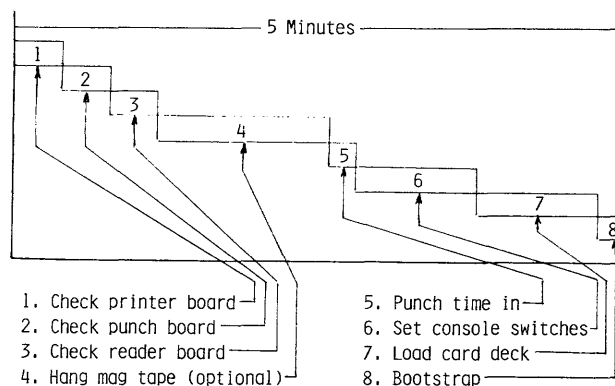 5 Minutes
1
2
3
4
5
6
7
8
1. Check printer board
2. Check punch board
3. Check reader board
4. Hang mag tape (optional)
5. Punch time in
6. Set console switches
7. Load card deck
8. Bootstrap